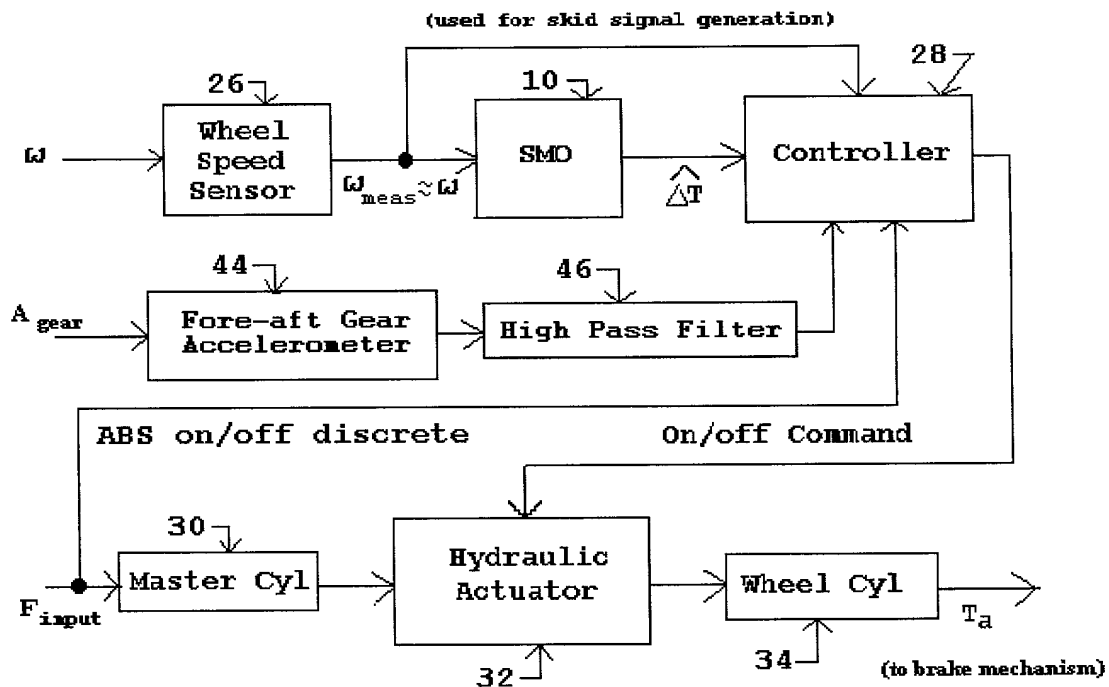 (used for skid signal generation)
26
10
28
ω
Wheel
Speed
Sensor
ω_meas ≈ ω
SMO
\widehat{ΔT}
Controller
44
46
A_gear
Fore-aft Gear
Accelerometer
High Pass Filter
ABS on/off discrete
On/off Command
30
Master Cyl
F_input
Hydraulic
Actuator
32
Wheel Cyl
34
T_a
(to brake mechanism)